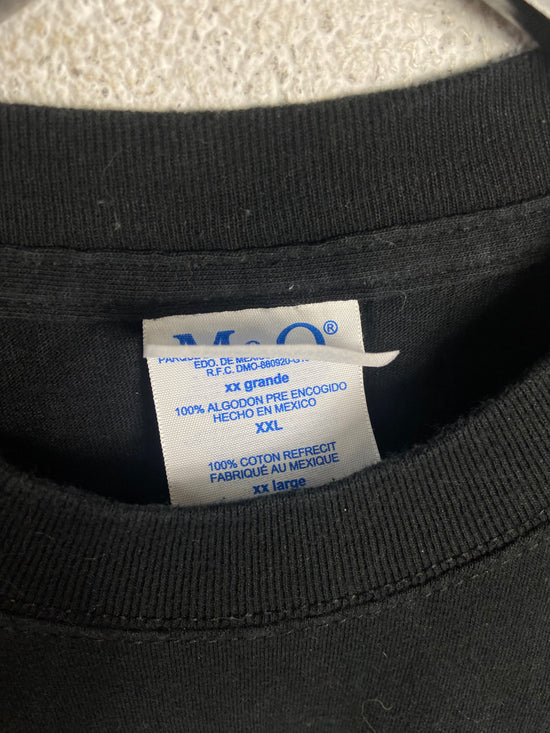 M&O®
EDO. DE MEXICO
R.F.C. DMO-880920-G
xx grande
100% ALGODON PRE ENCOGIDO
HECHO EN MEXICO
XXL
100% COTON REFRECIT
FABRIQUÉ AU MEXIQUE
xx large